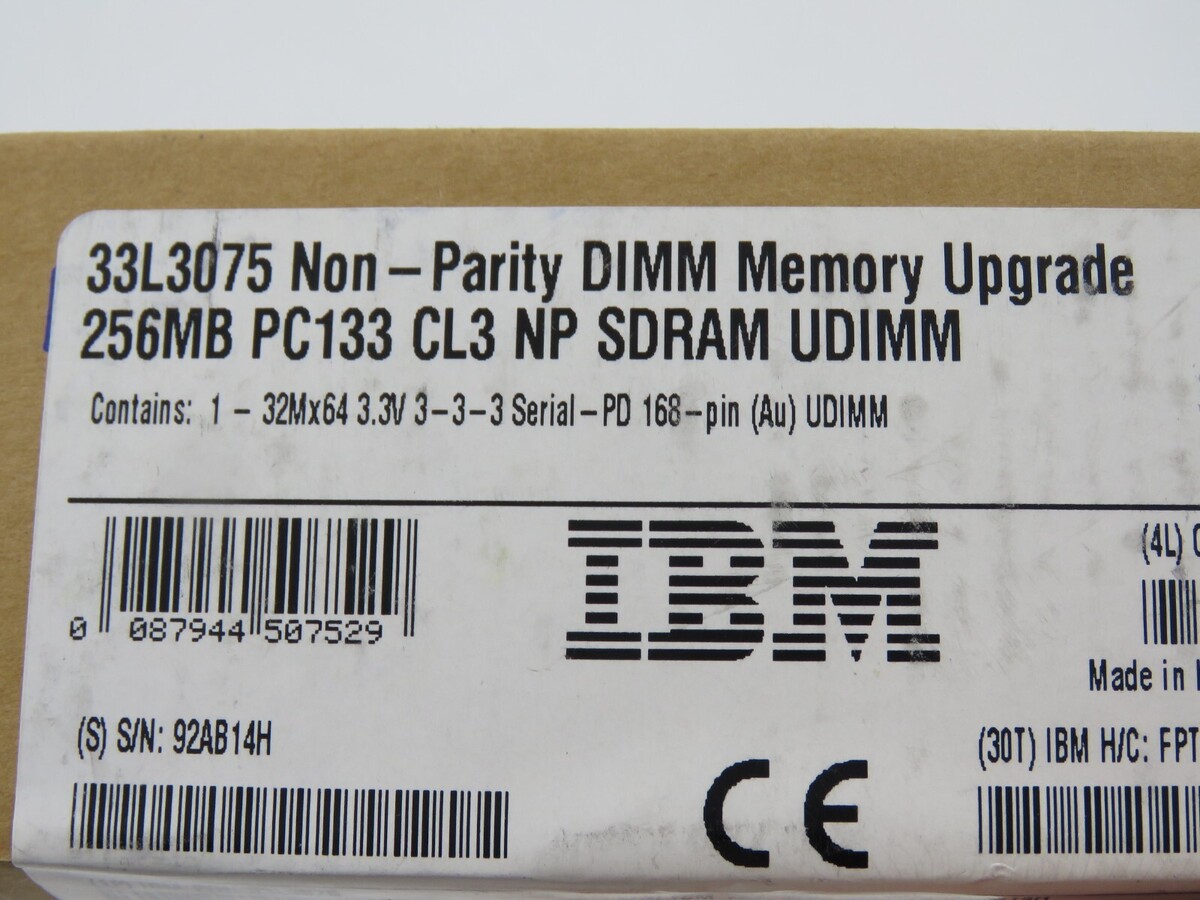 33L3075 Non-Parity DIMM Memory Upgrade
256MB PC133 CL3 NP SDRAM UDIMM
Contains: 1 - 32Mx64 3.3V 3-3-3 Serial-PD 168-pin (Au) UDIMM
0 087944 507529
IBM
(4L)
Made in
(S) S/N: 92AB14H
(30T) IBM H/C: FPT
CE